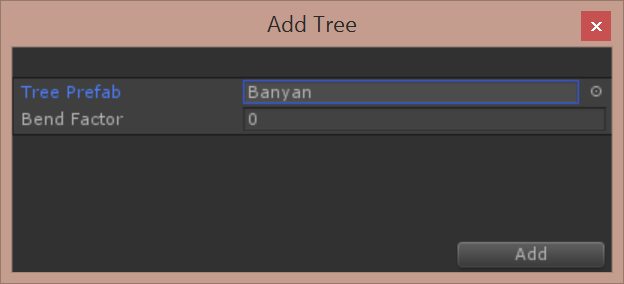 Add Tree
Tree Prefab Banyan
Bend Factor 0
Add